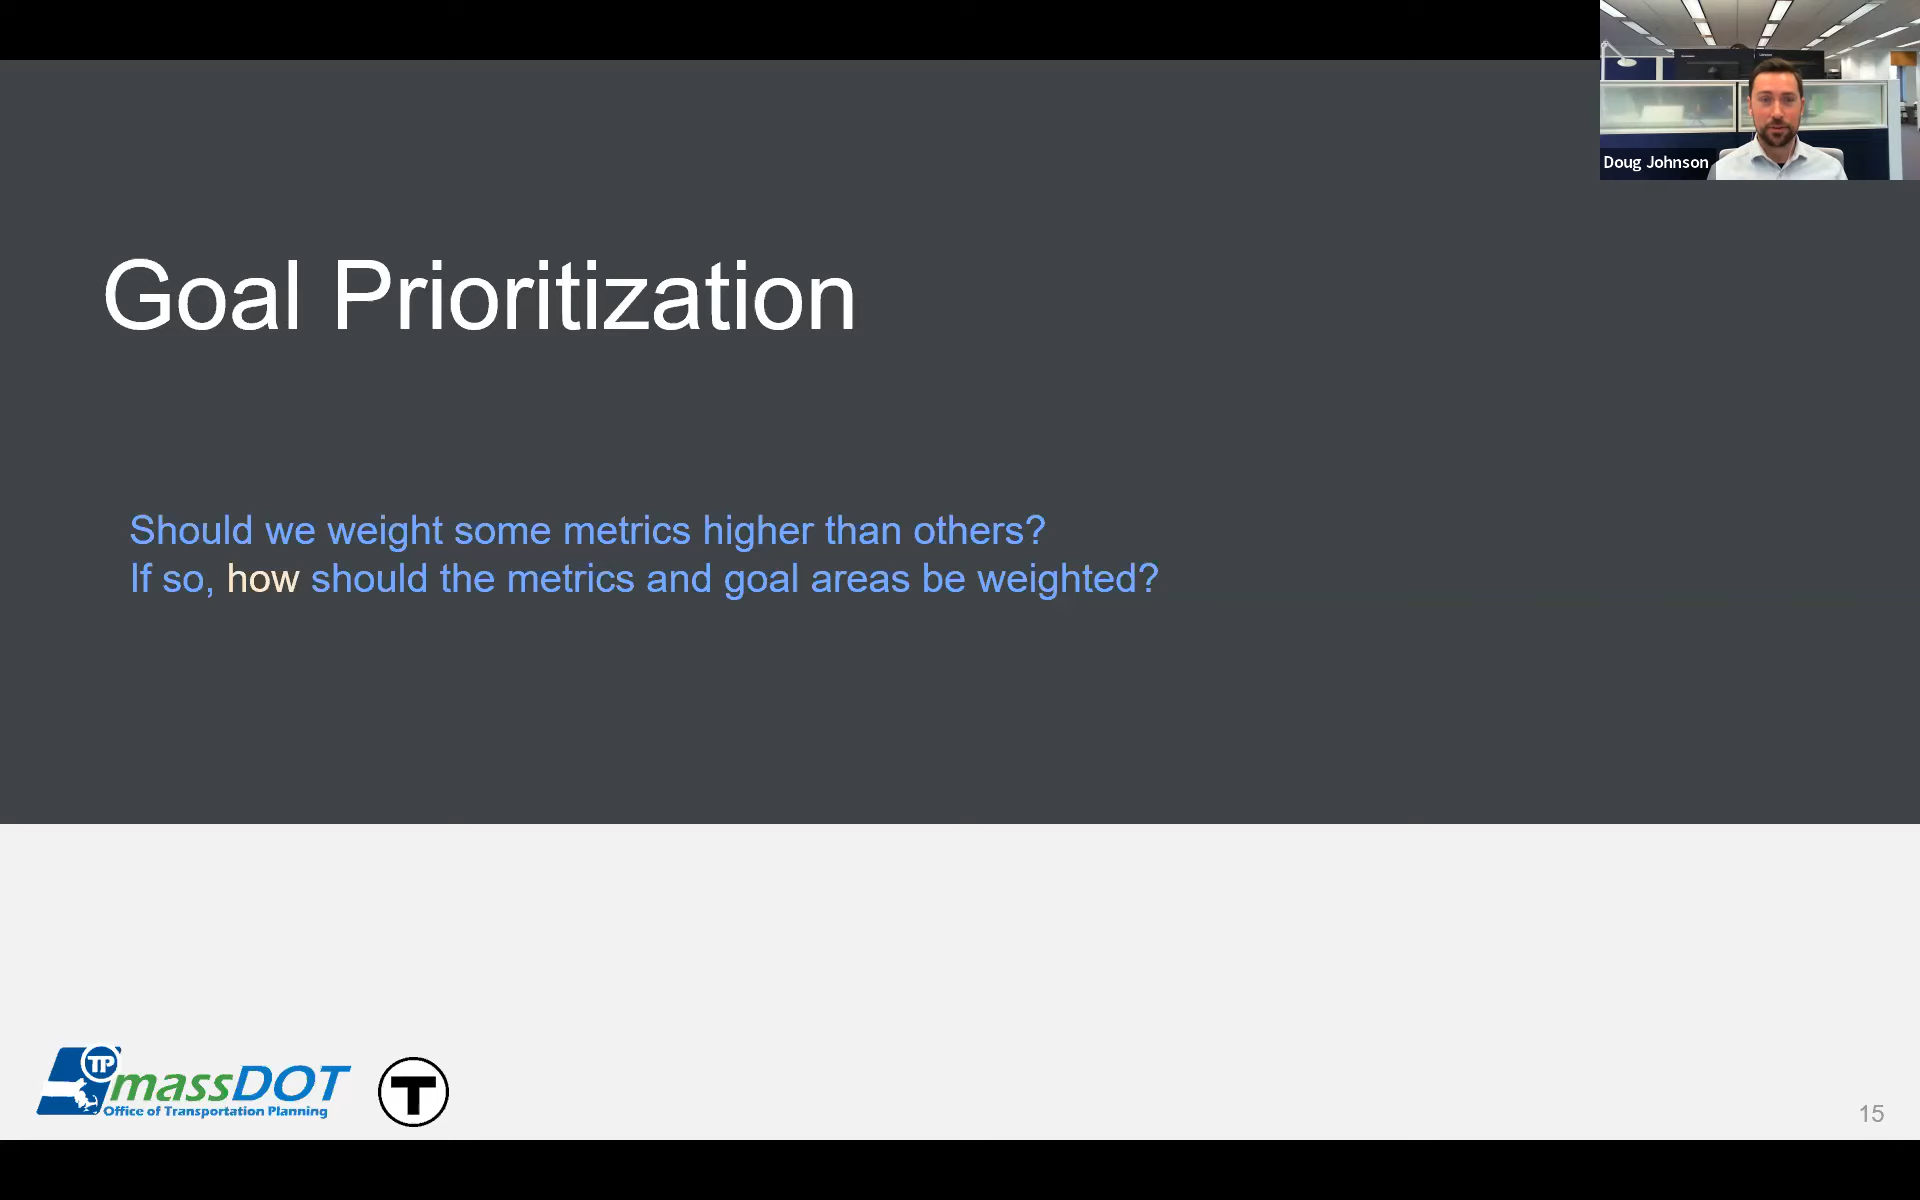 Doug Johnson
Goal Prioritization
Should we weight some metrics higher than others?
If so, how should the metrics and goal areas be weighted?
TP
massDOT
Office of Transportation Planning
T
15